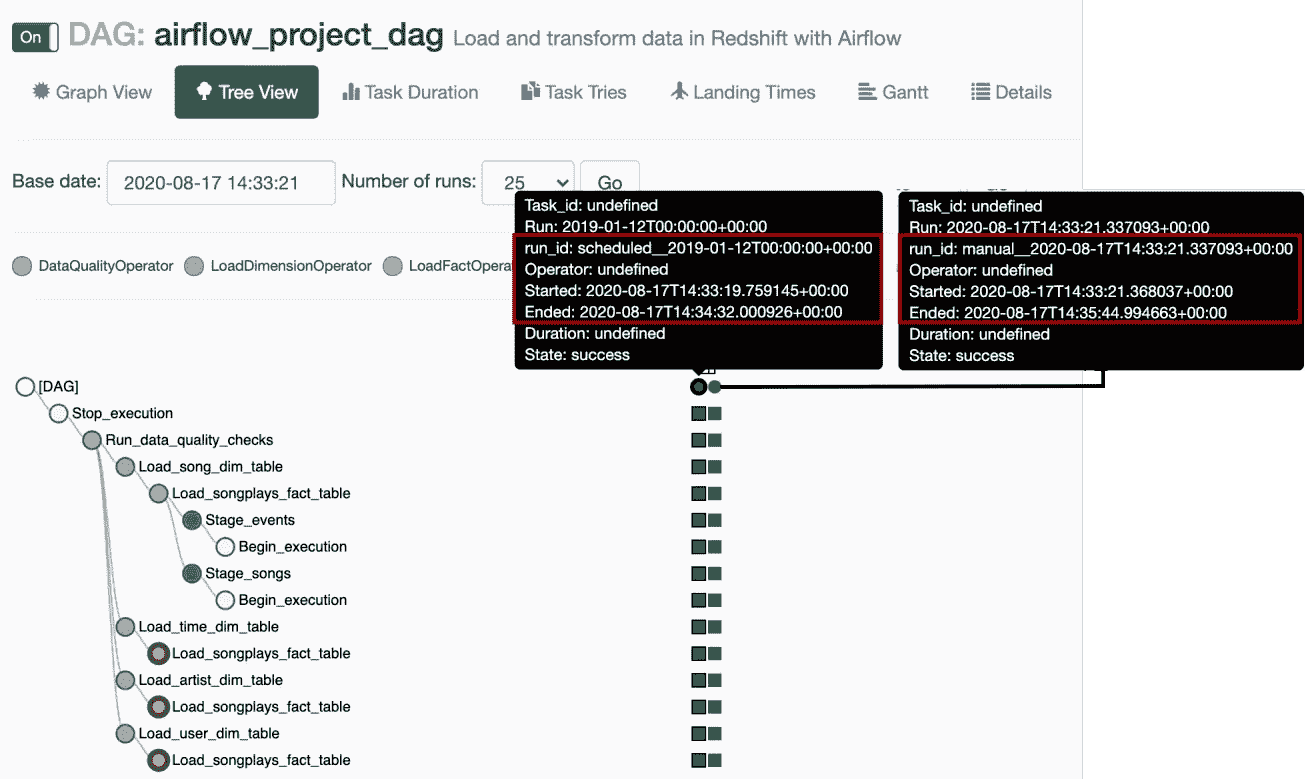 On DAG: airflow_project_dag Load and transform data in Redshift with Airflow
Graph View Tree View Task Duration Task Tries Landing Times Gantt Details
Base date: 2020-08-17 14:33:21 Number of runs: 25 Go
DataQualityOperator LoadDimensionOperator LoadFactOpera
Task_id: undefined
Run: 2019-01-12T00:00:00+00:00
run_id: scheduled__2019-01-12T00:00:00+00:00
Operator: undefined
Started: 2020-08-17T14:33:19.759145+00:00
Ended: 2020-08-17T14:34:32.000926+00:00
Duration: undefined
State: success
Task_id: undefined
Run: 2020-08-17T14:33:21.337093+00:00
run_id: manual__2020-08-17T14:33:21.337093+00:00
Operator: undefined
Started: 2020-08-17T14:33:21.368037+00:00
Ended: 2020-08-17T14:35:44.994663+00:00
Duration: undefined
State: success
[DAG]
Stop_execution
Run_data_quality_checks
Load_song_dim_table
Load_songplays_fact_table
Stage_events
Begin_execution
Stage_songs
Begin_execution
Load_time_dim_table
Load_songplays_fact_table
Load_artist_dim_table
Load_songplays_fact_table
Load_user_dim_table
Load_songplays_fact_table